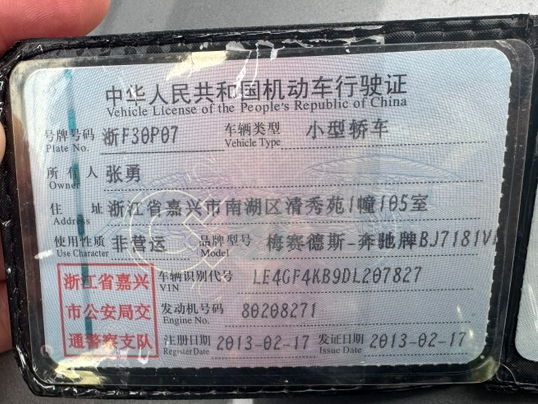 中华人民共和国机动车行驶证
Vehicle License of the People's Republic of China
号牌号码 浙F30P07 车辆类型 小型轿车
Plate No. Vehicle Type
所有人 张勇
Owner
住址 浙江省嘉兴市南湖区清秀苑1幢105室
Address
使用性质 非营运 品牌型号 梅赛德斯-奔驰牌BJ7181V
Use Character Model
浙江省嘉兴 车辆识别代号 LE4GF4KB9DL207827
VIN
市公安局交 发动机号码 80208271
Engine No.
通警察支队 注册日期 2013-02-17 发证日期 2013-02-17
Register Date Issue Date